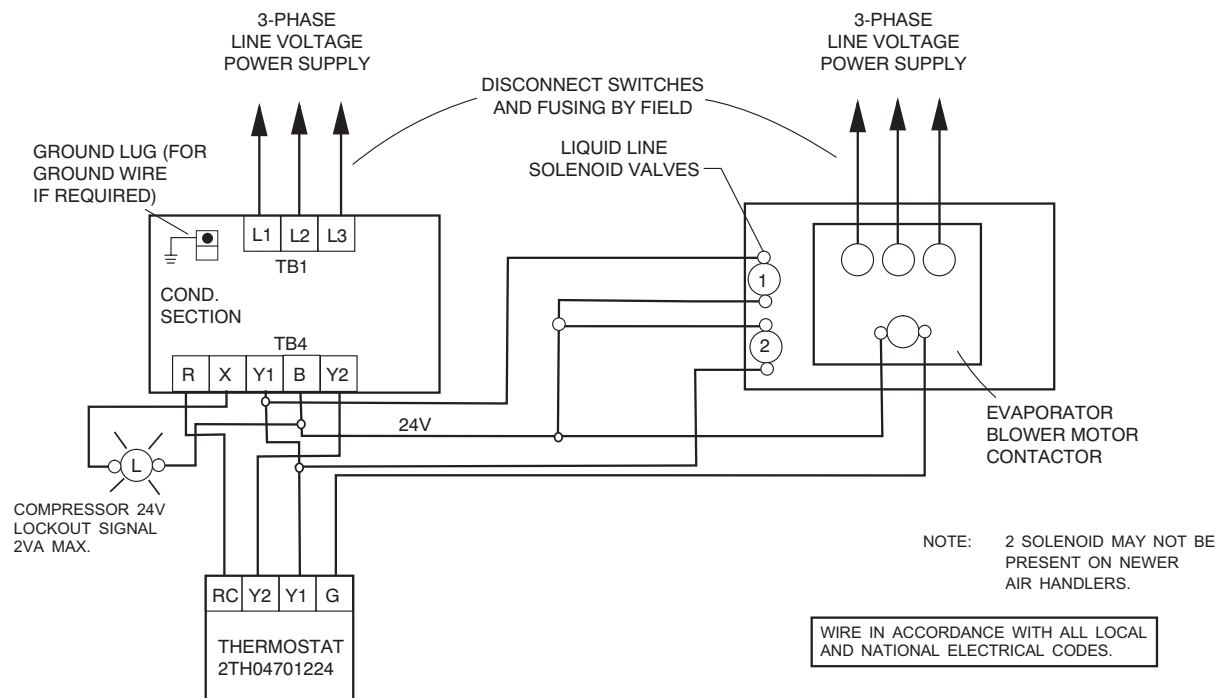 3-PHASE
LINE VOLTAGE
POWER SUPPLY
3-PHASE
LINE VOLTAGE
POWER SUPPLY
DISCONNECT SWITCHES
AND FUSING BY FIELD
GROUND LUG (FOR
GROUND WIRE
IF REQUIRED)
LIQUID LINE
SOLENOID VALVES
L1 L2 L3
TB1
COND.
SECTION
TB4
R X Y1 B Y2
1
2
24V
EVAPORATOR
BLOWER MOTOR
CONTACTOR
L
COMPRESSOR 24V
LOCKOUT SIGNAL
2VA MAX.
NOTE: 2 SOLENOID MAY NOT BE
PRESENT ON NEWER
AIR HANDLERS.
RC Y2 Y1 G
THERMOSTAT
2TH04701224
WIRE IN ACCORDANCE WITH ALL LOCAL
AND NATIONAL ELECTRICAL CODES.